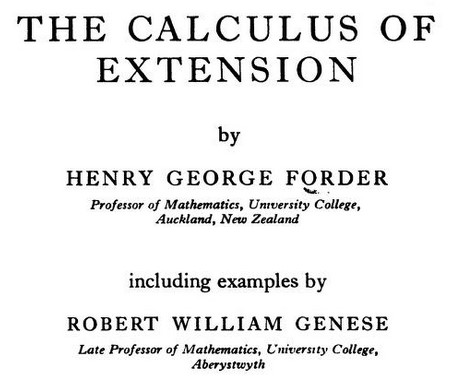 THE CALCULUS OF
EXTENSION
by
HENRY GEORGE FORDER
Professor of Mathematics, University College,
Auckland, New Zealand
including examples by
ROBERT WILLIAM GENESE
Late Professor of Mathematics, University College,
Aberystwyth